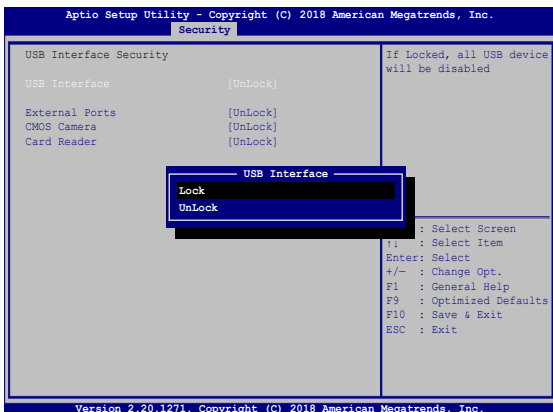 Aptio Setup Utility - Copyright (C) 2018 American Megatrends, Inc.
Security
USB Interface Security
USB Interface [UnLock]
External Ports [UnLock]
CMOS Camera [UnLock]
Card Reader [UnLock]
If Locked, all USB device
will be disabled
USB Interface
Lock
UnLock
: Select Screen
↑↓ : Select Item
Enter: Select
+/— : Change Opt.
F1 : General Help
F9 : Optimized Defaults
F10 : Save & Exit
ESC : Exit
Version 2.20.1271. Copyright (C) 2018 American Megatrends, Inc.